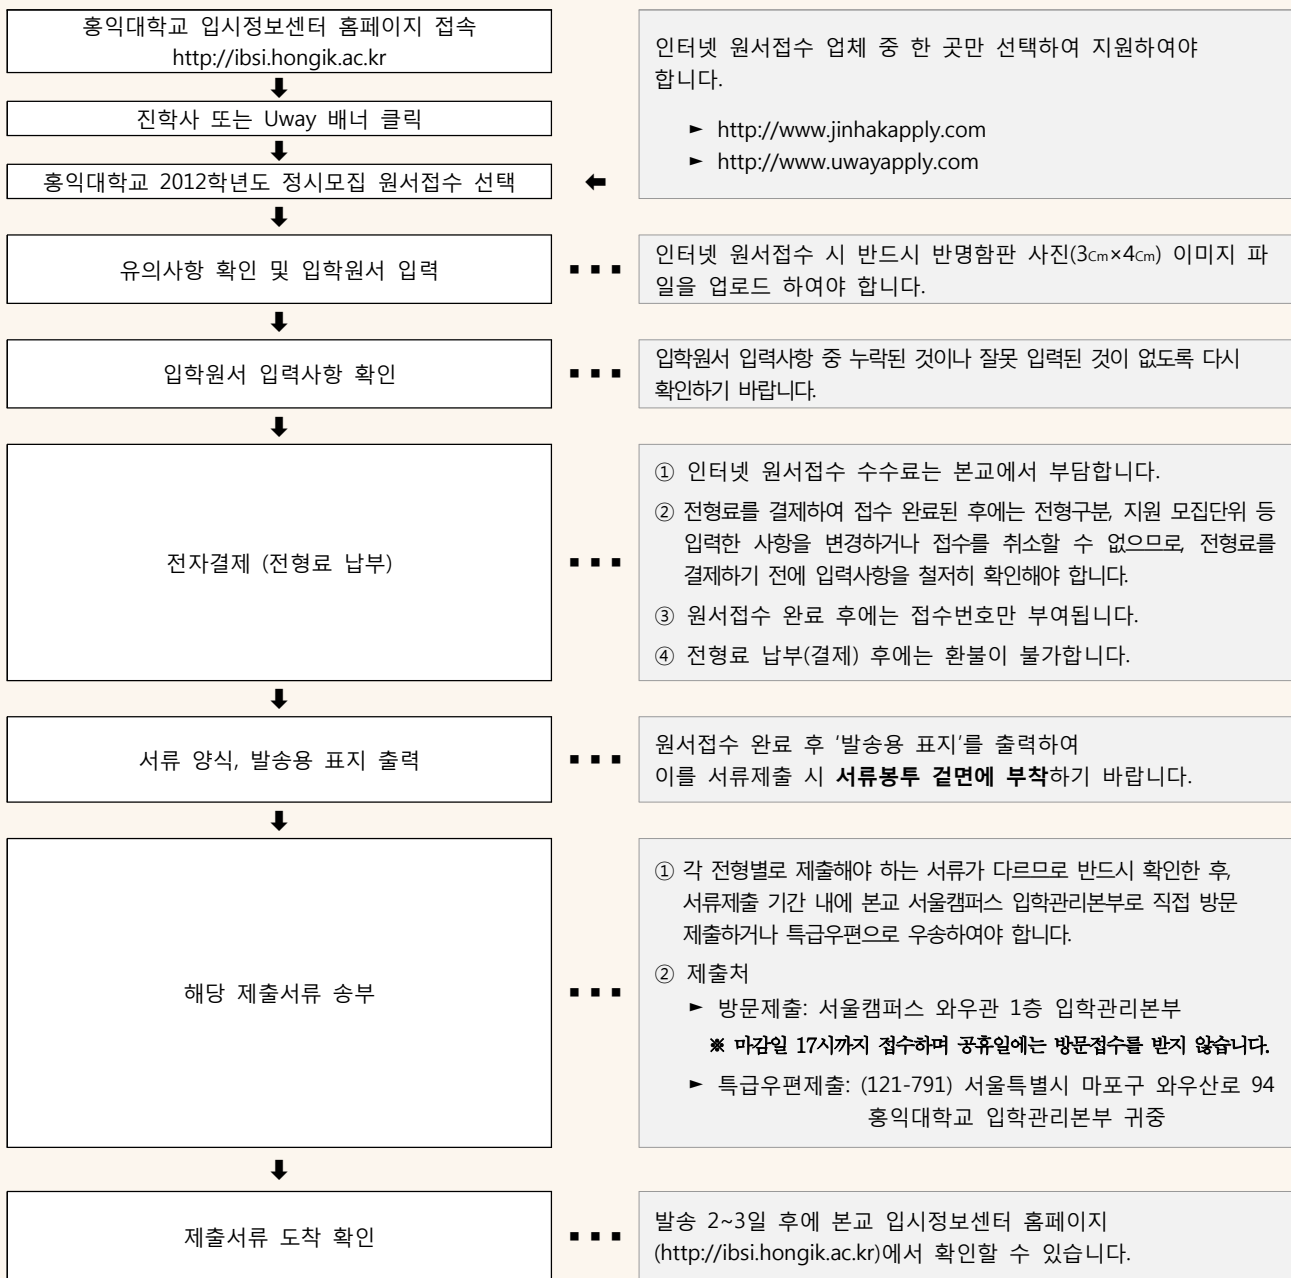 홍익대학교 입시정보센터 홈페이지 접속
http://ibsi.hongik.ac.kr
진학사 또는 Uway 배너 클릭
홍익대학교 2012학년도 정시모집 원서접수 선택
인터넷 원서접수 업체 중 한 곳만 선택하여 지원하여야
합니다.
► http://www.jinhakapply.com
► http://www.uwayapply.com
유의사항 확인 및 입학원서 입력
인터넷 원서접수 시 반드시 반명함판 사진(3Cm×4Cm) 이미지 파
일을 업로드 하여야 합니다.
입학원서 입력사항 확인
입학원서 입력사항 중 누락된 것이나 잘못 입력된 것이 없도록 다시
확인하기 바랍니다.
전자결제 (전형료 납부)
① 인터넷 원서접수 수수료는 본교에서 부담합니다.
② 전형료를 결제하여 접수 완료된 후에는 전형구분, 지원 모집단위 등
입력한 사항을 변경하거나 접수를 취소할 수 없으므로, 전형료를
결제하기 전에 입력사항을 철저히 확인해야 합니다.
③ 원서접수 완료 후에는 접수번호만 부여됩니다.
④ 전형료 납부(결제) 후에는 환불이 불가합니다.
서류 양식, 발송용 표지 출력
원서접수 완료 후 ‘발송용 표지’를 출력하여
이를 서류제출 시 서류봉투 겉면에 부착하기 바랍니다.
해당 제출서류 송부
① 각 전형별로 제출해야 하는 서류가 다르므로 반드시 확인한 후,
서류제출 기간 내에 본교 서울캠퍼스 입학관리본부로 직접 방문
제출하거나 특급우편으로 우송하여야 합니다.
② 제출처
► 방문제출: 서울캠퍼스 와우관 1층 입학관리본부
※ 마감일 17시까지 접수하며 공휴일에는 방문접수를 받지 않습니다.
► 특급우편제출: (121-791) 서울특별시 마포구 와우산로 94
홍익대학교 입학관리본부 귀중
제출서류 도착 확인
발송 2~3일 후에 본교 입시정보센터 홈페이지
(http://ibsi.hongik.ac.kr)에서 확인할 수 있습니다.